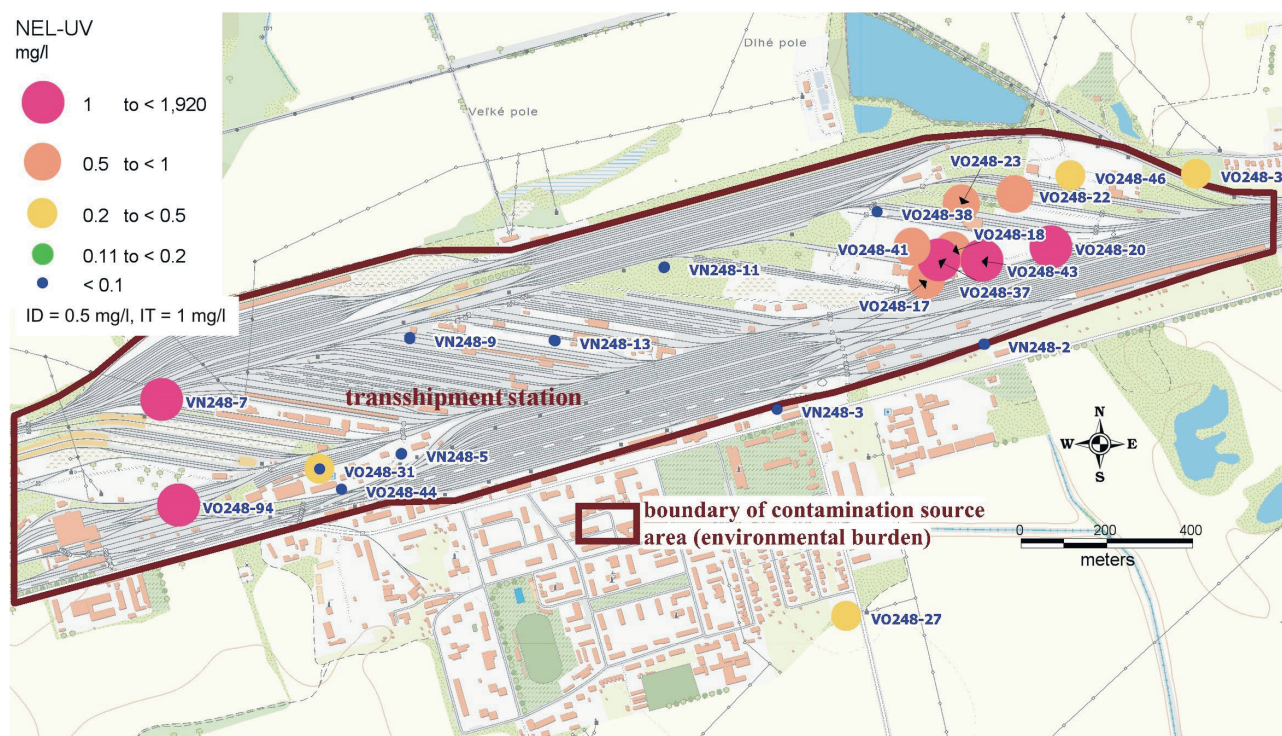 NEL-UV
mg/l
1 to < 1,920
0.5 to < 1
0.2 to < 0.5
0.11 to < 0.2
< 0.1
ID = 0.5 mg/l, IT = 1 mg/l
Dlhé pole
Veľké pole
VO248-23
VO248-46
VO248-3
VO248-22
VO248-38
VO248-18
VO248-41
VO248-20
VO248-43
VN248-11
VO248-37
VO248-17
VN248-9
VN248-13
VN248-2
transshipment station
VN248-7
VN248-3
VN248-5
VO248-31
VO248-44
VO248-94
N
W E
S
boundary of contamination source
area (environmental burden)
0 200 400
meters
VO248-27